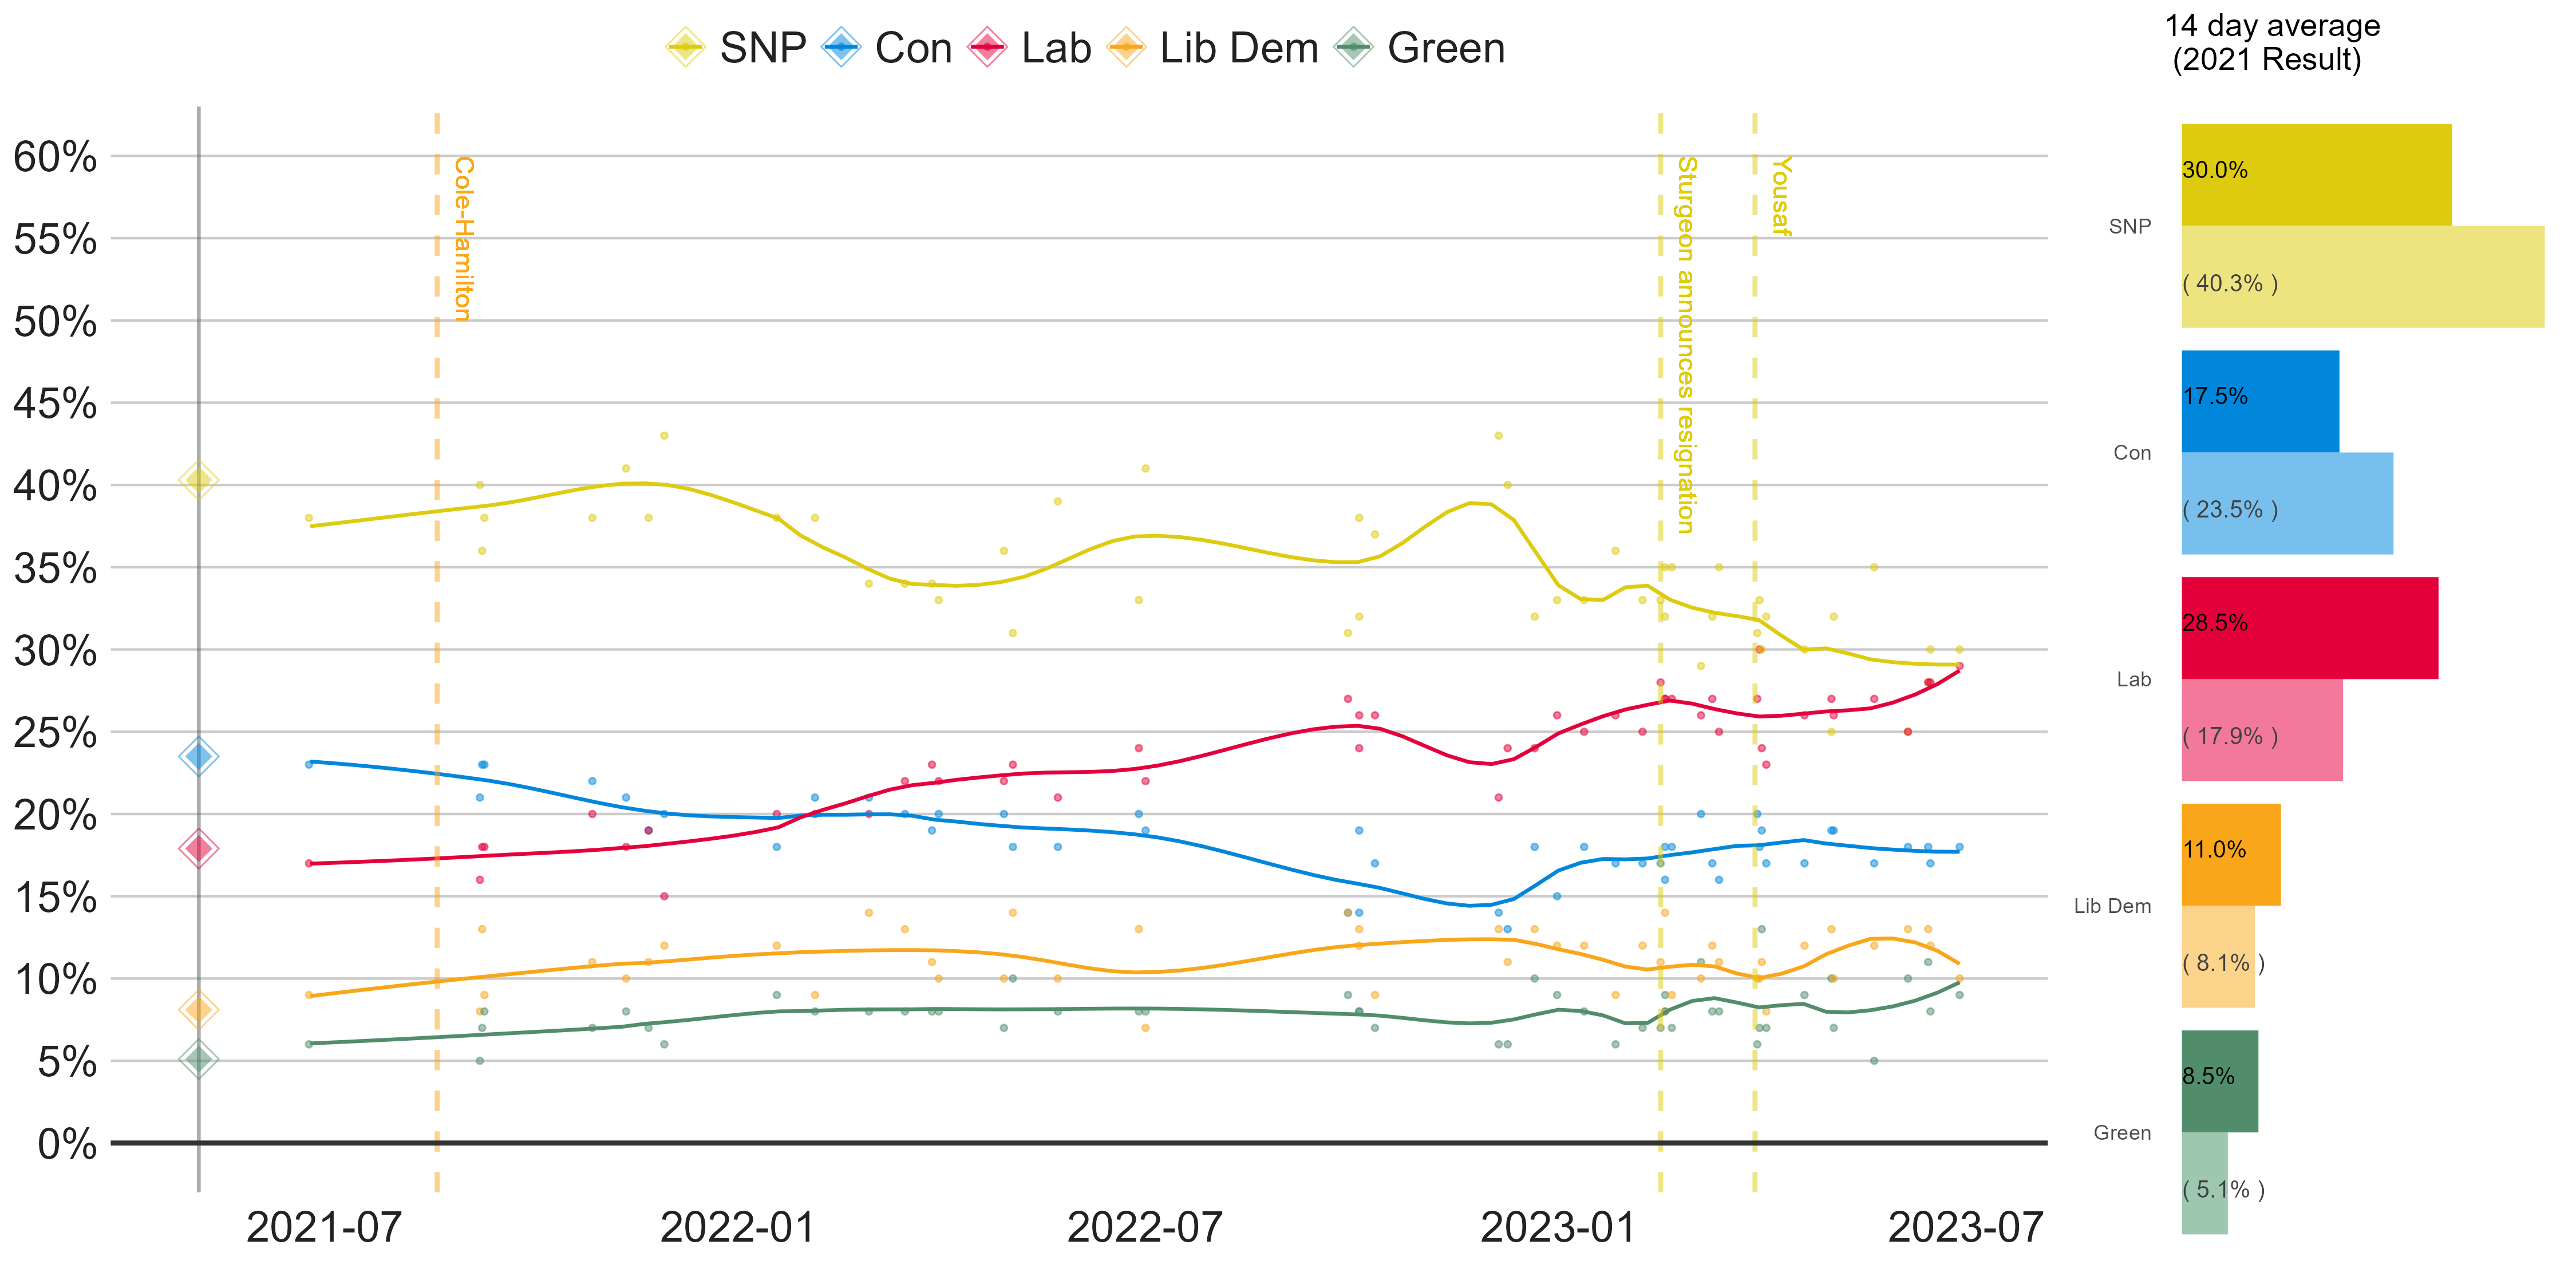 SNP Con Lab Lib Dem Green
14 day average
(2021 Result)
60%
55%
50%
45%
40%
35%
30%
25%
20%
15%
10%
5%
0%
Cole-Hamilton
Sturgeon announces resignation
Yousaf
2021-07 2022-01 2022-07 2023-01 2023-07
SNP
30.0%
( 40.3% )
Con
17.5%
( 23.5% )
Lab
28.5%
( 17.9% )
Lib Dem
11.0%
( 8.1% )
Green
8.5%
( 5.1% )